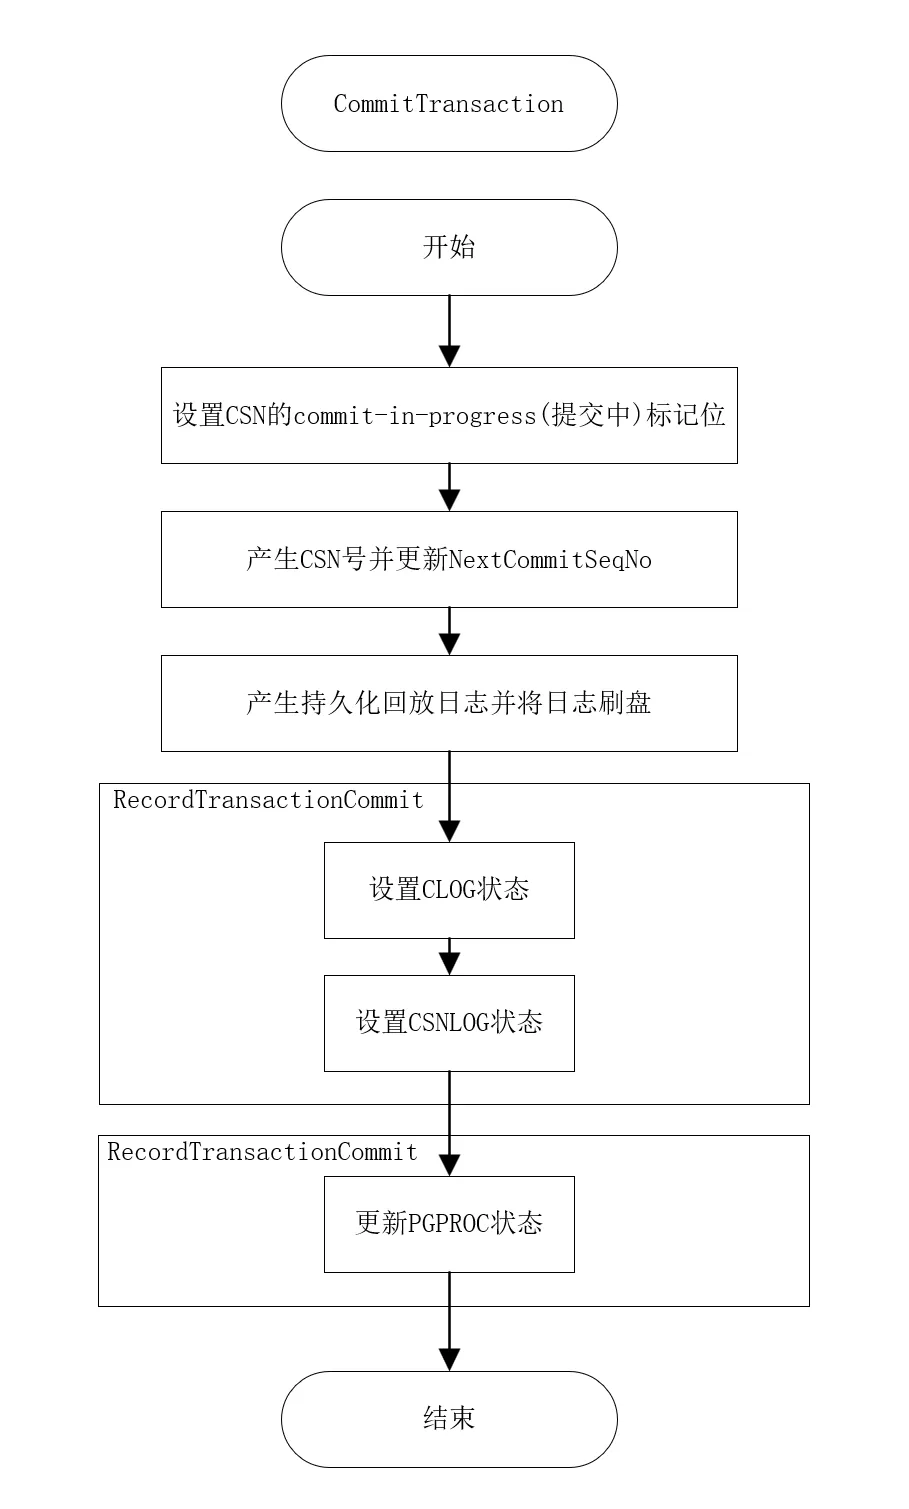 CommitTransaction
开始
设置CSN的commit-in-progress(提交中)标记位
产生CSN号并更新NextCommitSeqNo
产生持久化回放日志并将日志刷盘
RecordTransactionCommit
设置CLOG状态
设置CSNLOG状态
RecordTransactionCommit
更新PGPROC状态
结束